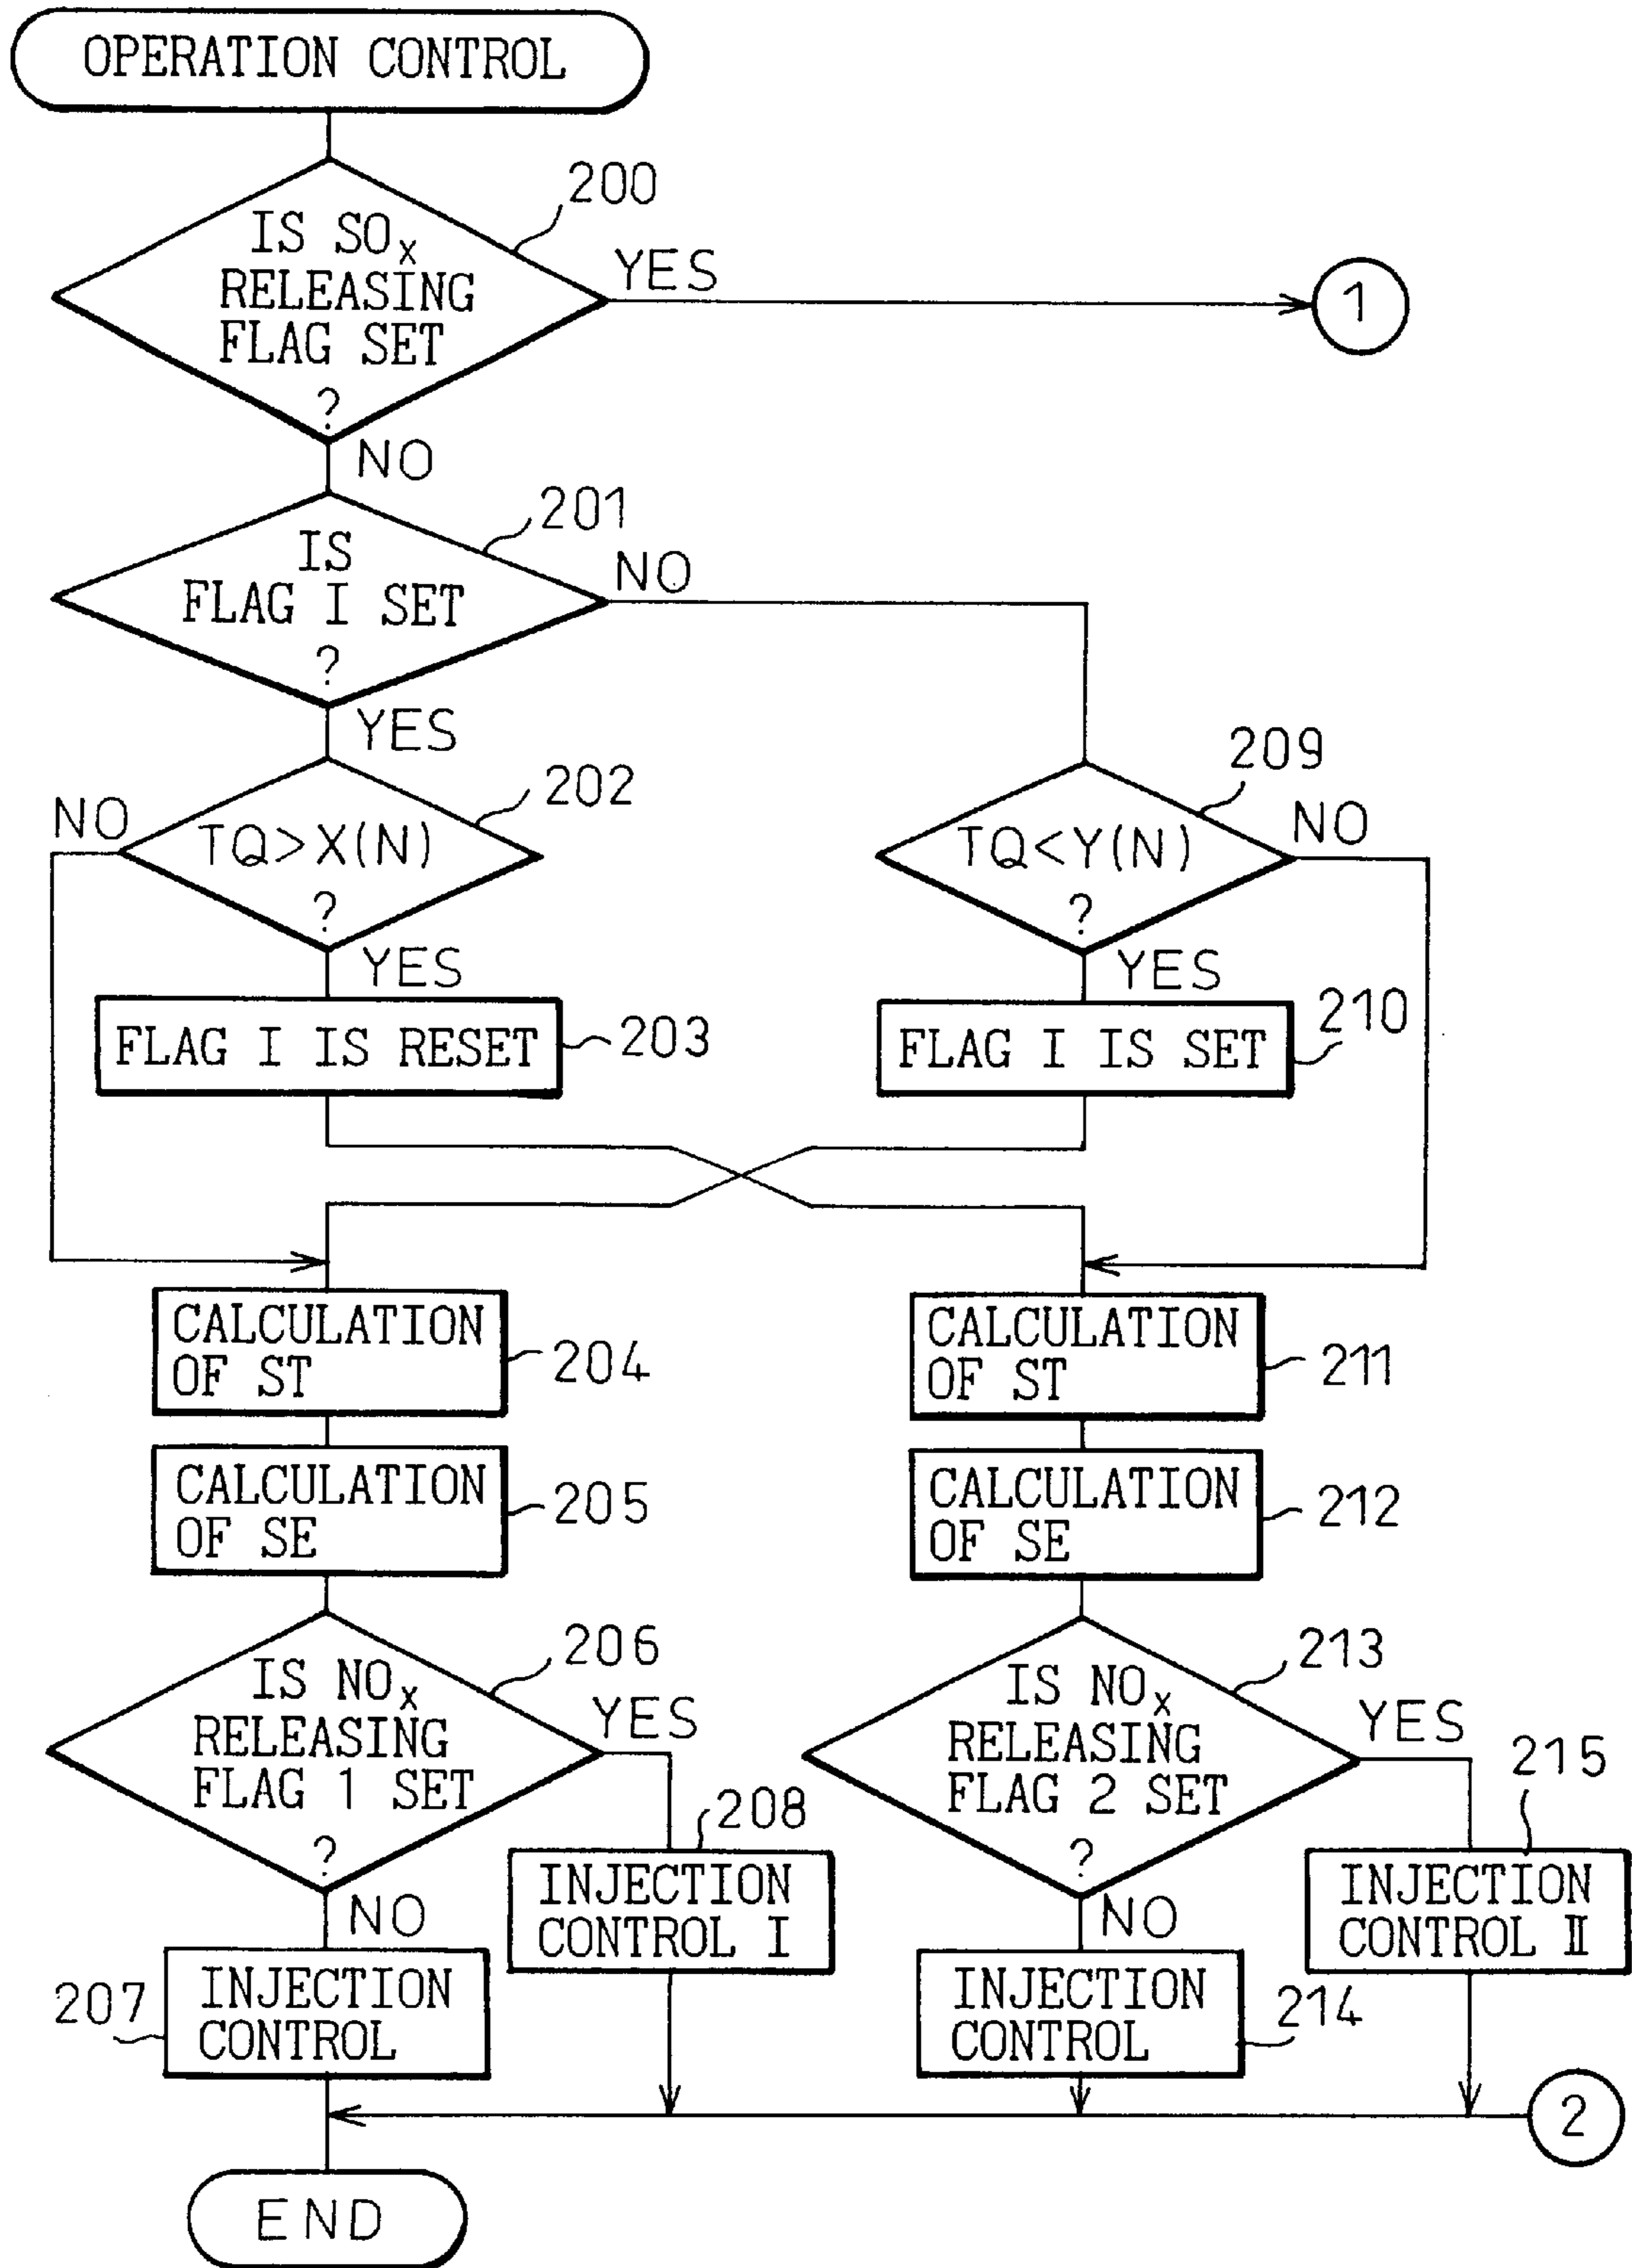 OPERATION CONTROL
200
IS SOx
RELEASING
FLAG SET
?
YES
1
NO
201
IS
FLAG I SET
?
NO
YES
202
NO
TQ>X(N)
?
YES
209
TQ<Y(N)
?
NO
YES
FLAG I IS RESET
203
FLAG I IS SET
210
CALCULATION
OF ST
204
CALCULATION
OF ST
211
CALCULATION
OF SE
205
CALCULATION
OF SE
212
206
IS NOx
RELEASING
FLAG 1 SET
?
YES
208
INJECTION
CONTROL I
NO
207
INJECTION
CONTROL
213
IS NOx
RELEASING
FLAG 2 SET
?
YES
215
INJECTION
CONTROL II
NO
INJECTION
CONTROL
214
2
END